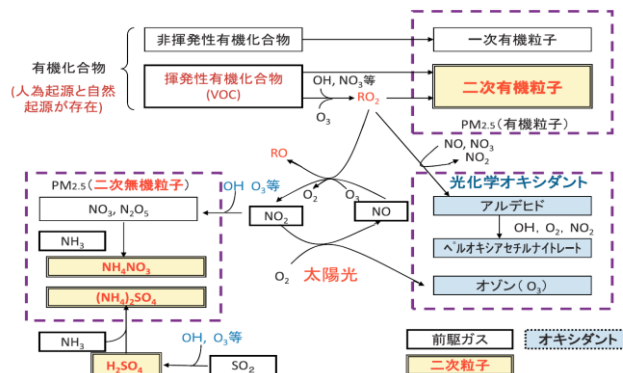 非揮発性有機化合物
一次有機粒子
有機化合物
(人為起源と自然
起源が存在)
揮発性有機化合物
(VOC)
OH, NO3等
O3
RO2
二次有機粒子
PM2.5(有機粒子)
NO, NO3
NO2
RO
O2
O3
NO2
NO
O2
太陽光
光化学オキシダント
アルデヒド
OH, O2, NO2
ペルオキシアセチルナイトレート
オゾン(O3)
PM2.5(二次無機粒子)
NO3, N2O5
OH O3等
NH3
NH4NO3
(NH4)2SO4
NH3
OH, O3等
H2SO4
SO2
前駆ガス
オキシダント
二次粒子